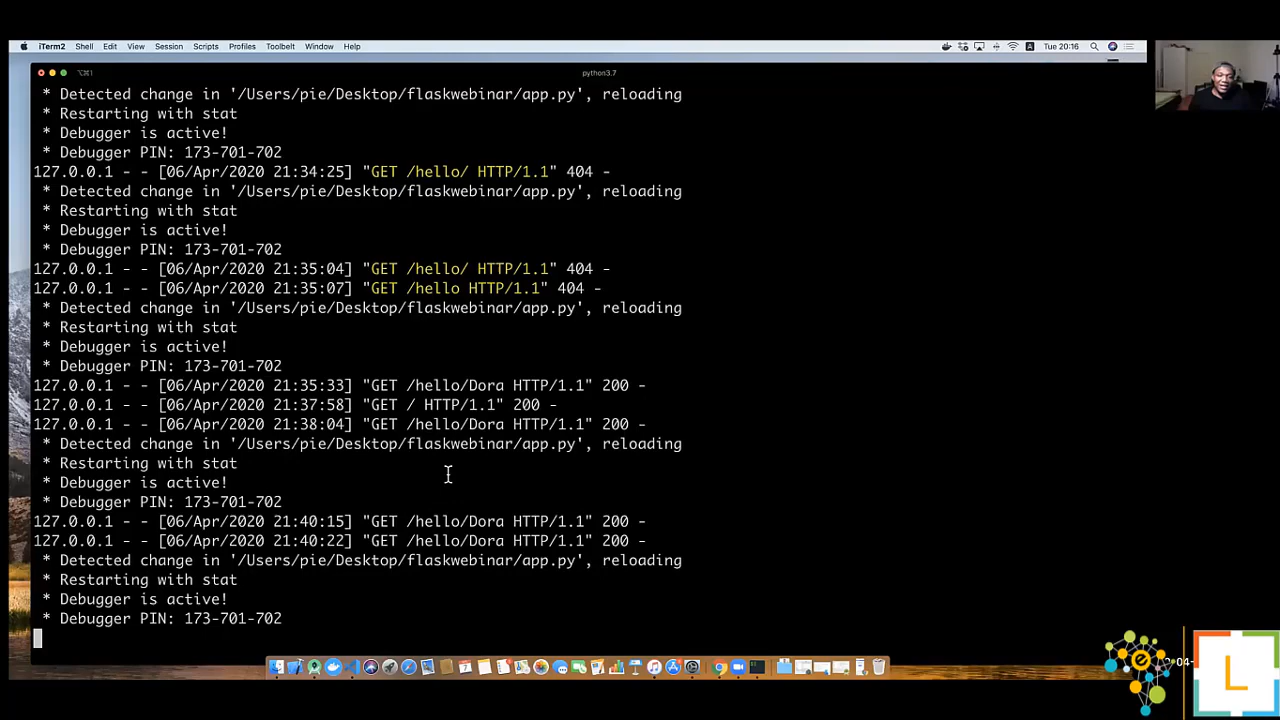 iTerm2 Shell Edit View Session Scripts Profiles Toolbelt Window Help
Tue 20:16
⌥⌘1
python3.7
* Detected change in '/Users/pie/Desktop/flaskwebinar/app.py', reloading
* Restarting with stat
* Debugger is active!
* Debugger PIN: 173-701-702
127.0.0.1 - - [06/Apr/2020 21:34:25] "GET /hello/ HTTP/1.1" 404 -
* Detected change in '/Users/pie/Desktop/flaskwebinar/app.py', reloading
* Restarting with stat
* Debugger is active!
* Debugger PIN: 173-701-702
127.0.0.1 - - [06/Apr/2020 21:35:04] "GET /hello/ HTTP/1.1" 404 -
127.0.0.1 - - [06/Apr/2020 21:35:07] "GET /hello HTTP/1.1" 404 -
* Detected change in '/Users/pie/Desktop/flaskwebinar/app.py', reloading
* Restarting with stat
* Debugger is active!
* Debugger PIN: 173-701-702
127.0.0.1 - - [06/Apr/2020 21:35:33] "GET /hello/Dora HTTP/1.1" 200 -
127.0.0.1 - - [06/Apr/2020 21:37:58] "GET / HTTP/1.1" 200 -
127.0.0.1 - - [06/Apr/2020 21:38:04] "GET /hello/Dora HTTP/1.1" 200 -
* Detected change in '/Users/pie/Desktop/flaskwebinar/app.py', reloading
* Restarting with stat
* Debugger is active!
* Debugger PIN: 173-701-702
127.0.0.1 - - [06/Apr/2020 21:40:15] "GET /hello/Dora HTTP/1.1" 200 -
127.0.0.1 - - [06/Apr/2020 21:40:22] "GET /hello/Dora HTTP/1.1" 200 -
* Detected change in '/Users/pie/Desktop/flaskwebinar/app.py', reloading
* Restarting with stat
* Debugger is active!
* Debugger PIN: 173-701-702
04-
L